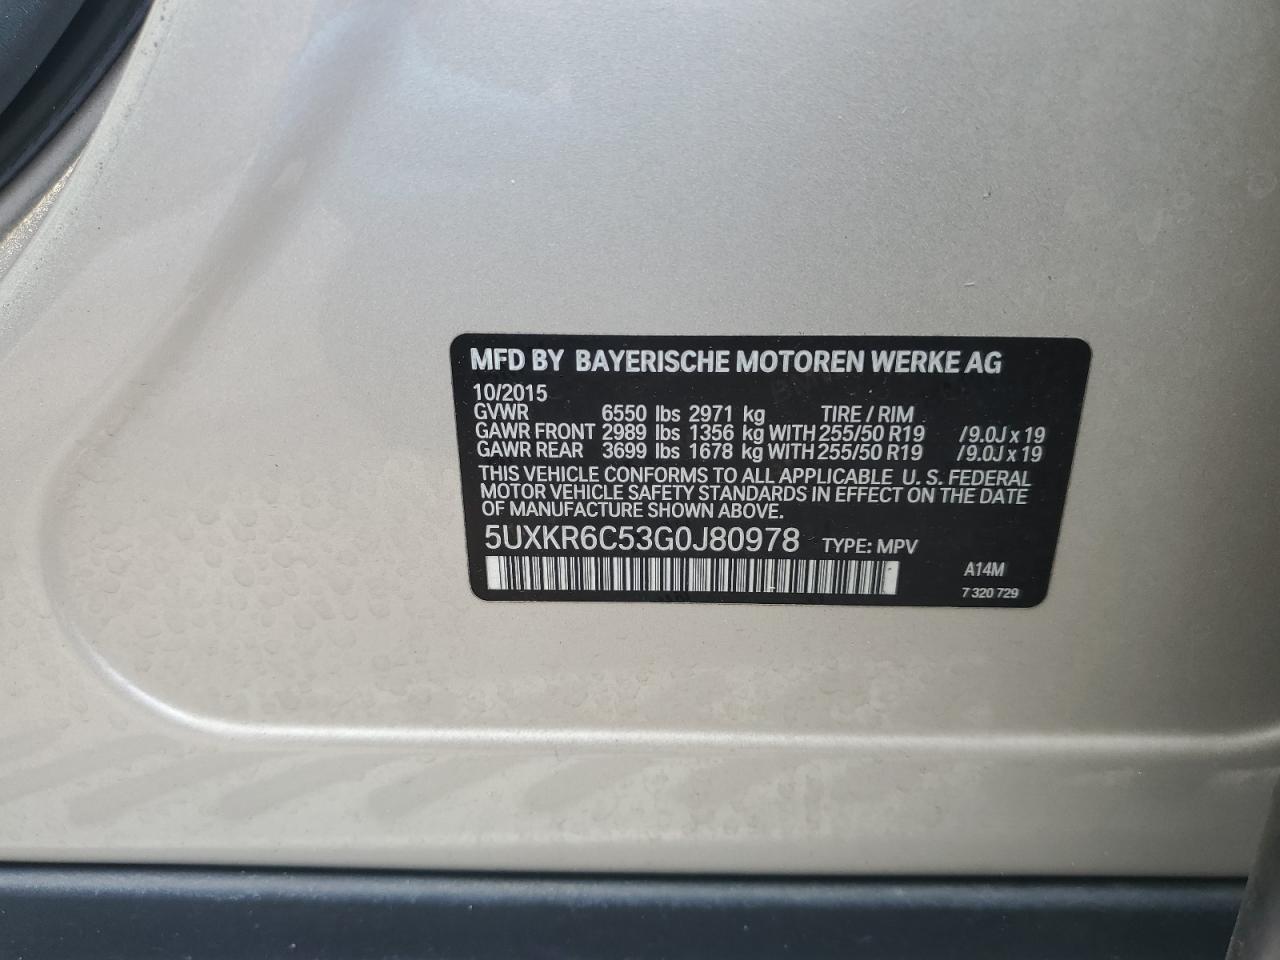 MFD BY BAYERISCHE MOTOREN WERKE AG
10/2015
GVWR 6550 lbs 2971 kg TIRE / RIM
GAWR FRONT 2989 lbs 1356 kg WITH 255/50 R19 /9.0J x 19
GAWR REAR 3699 lbs 1678 kg WITH 255/50 R19 /9.0J x 19
THIS VEHICLE CONFORMS TO ALL APPLICABLE U. S. FEDERAL
MOTOR VEHICLE SAFETY STANDARDS IN EFFECT ON THE DATE
OF MANUFACTURE SHOWN ABOVE.
5UXKR6C53G0J80978 TYPE: MPV
A14M
7 320 729